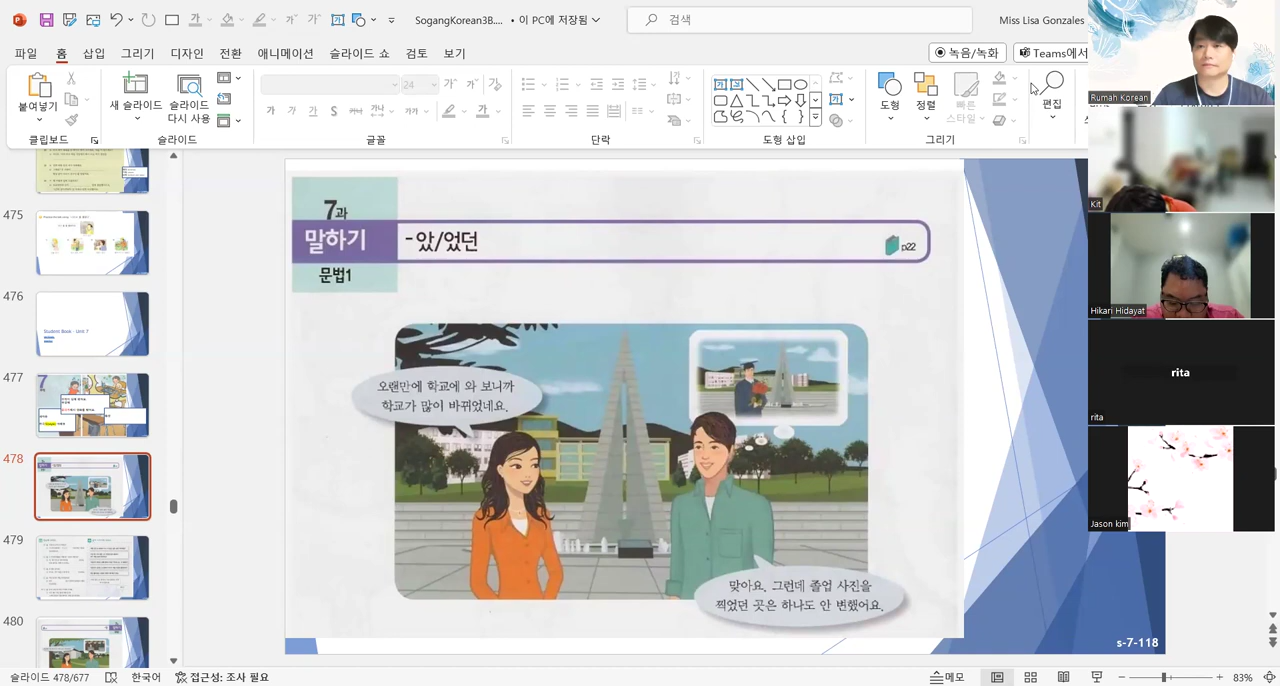 SogangKorean3B.... • 이 PC에 저장됨
검색
Miss Lisa Gonzales
파일 홈 삽입 그리기 디자인 전환 애니메이션 슬라이드 쇼 검토 보기
녹음/녹화
Teams에서
붙여넣기
새 슬라이드
슬라이드 다시 사용
24
도형
정렬
빠른 스타일
편집
클립보드
슬라이드
글꼴
단락
도형 삽입
그리기
475
476
Student Book - Unit 7
477
478
479
480
7과
말하기
-았/었던
p22
문법1
오랜만에 학교에 와 보니까
학교가 많이 바뀌었네요.
맞아요. 그런데 졸업 사진을
찍었던 곳은 하나도 안 변했어요.
s-7-118
Rumah Korean
Kit
Hikari Hidayat
rita
rita
Jason kim
슬라이드 478/677
한국어
접근성: 조사 필요
메모
83%